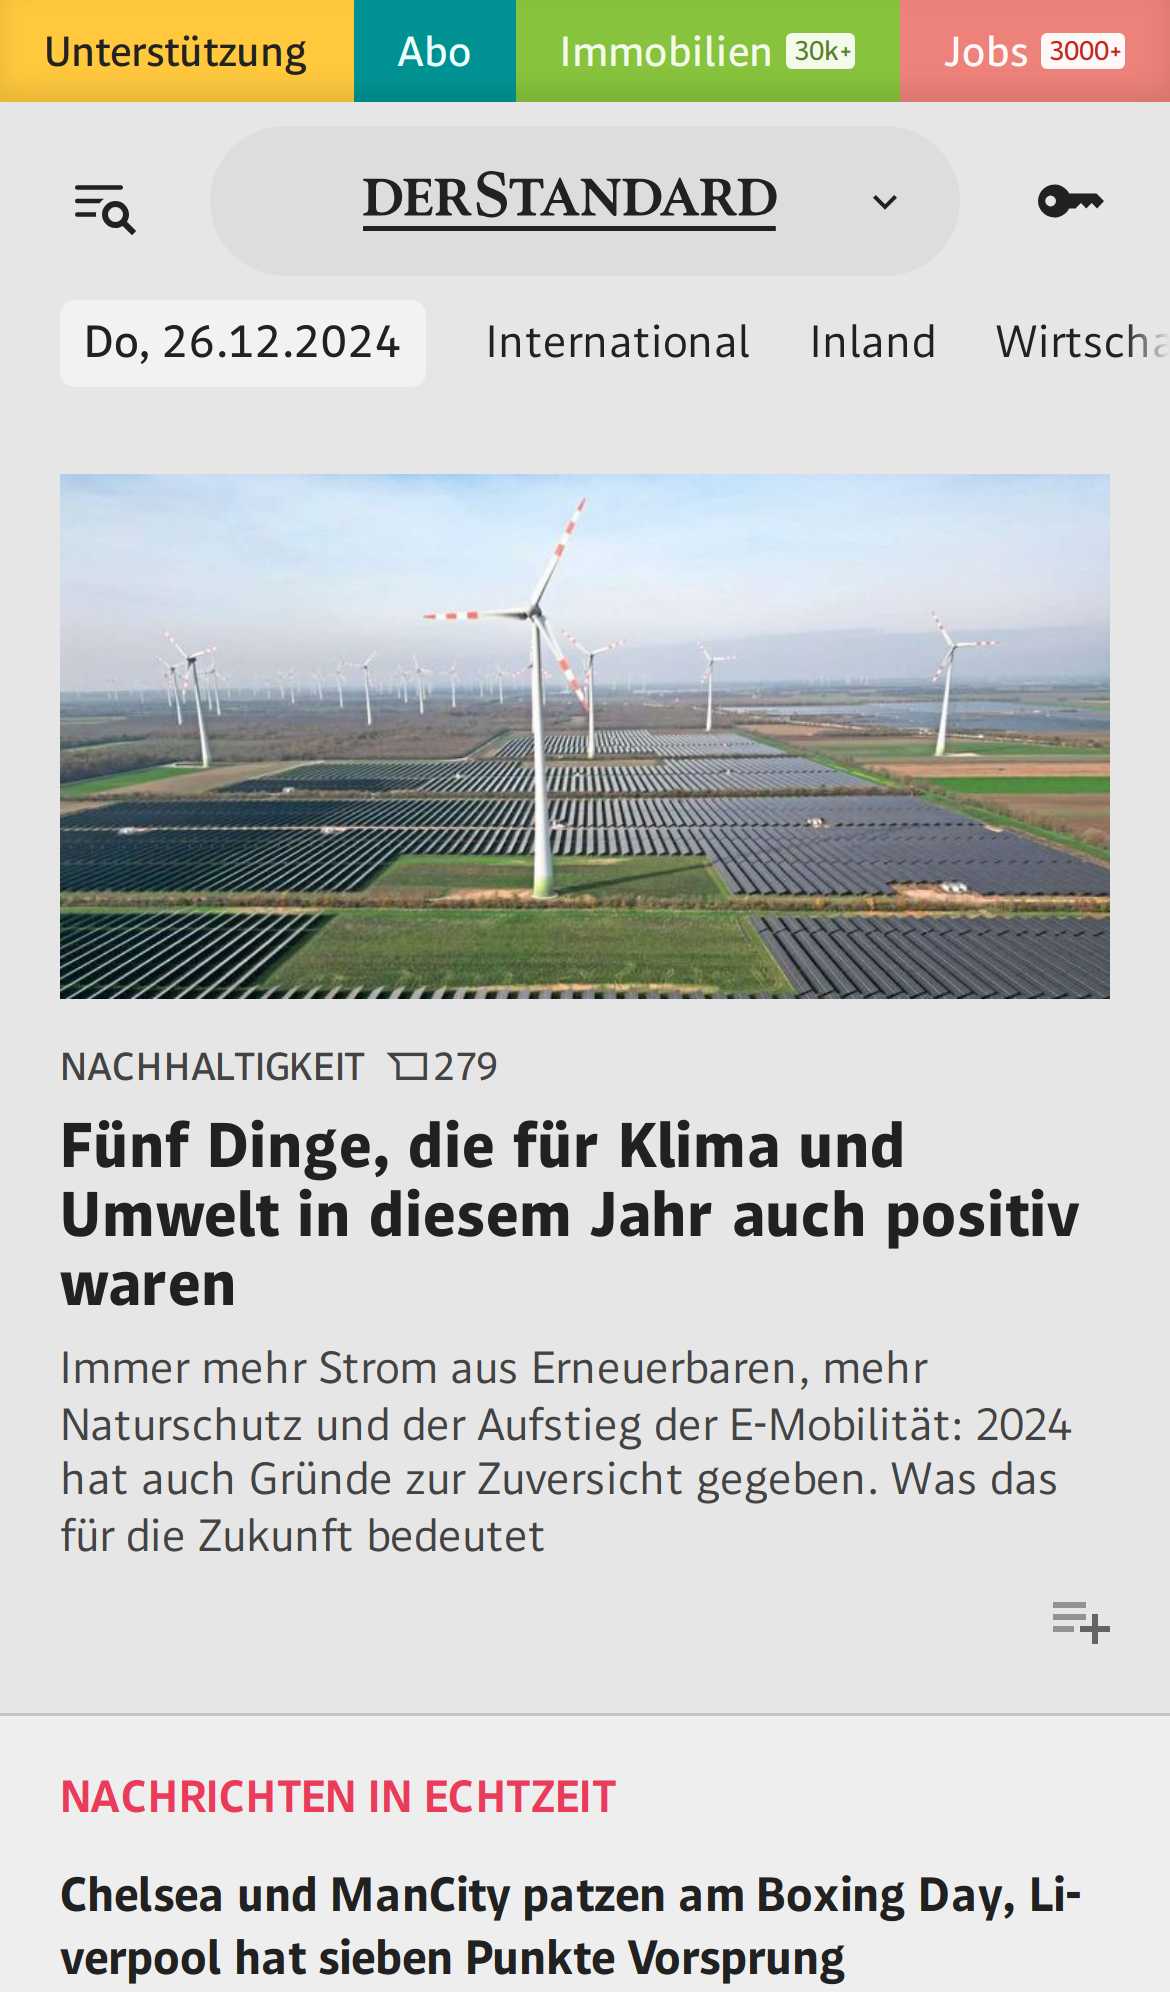 Unterstützung Abo Immobilien 30k+ Jobs 3000+
DERSTANDARD
Do, 26.12.2024 International Inland Wirtscha
NACHHALTIGKEIT 279
Fünf Dinge, die für Klima und
Umwelt in diesem Jahr auch positiv
waren
Immer mehr Strom aus Erneuerbaren, mehr
Naturschutz und der Aufstieg der E-Mobilität: 2024
hat auch Gründe zur Zuversicht gegeben. Was das
für die Zukunft bedeutet
NACHRICHTEN IN ECHTZEIT
Chelsea und ManCity patzen am Boxing Day, Li-
verpool hat sieben Punkte Vorsprung